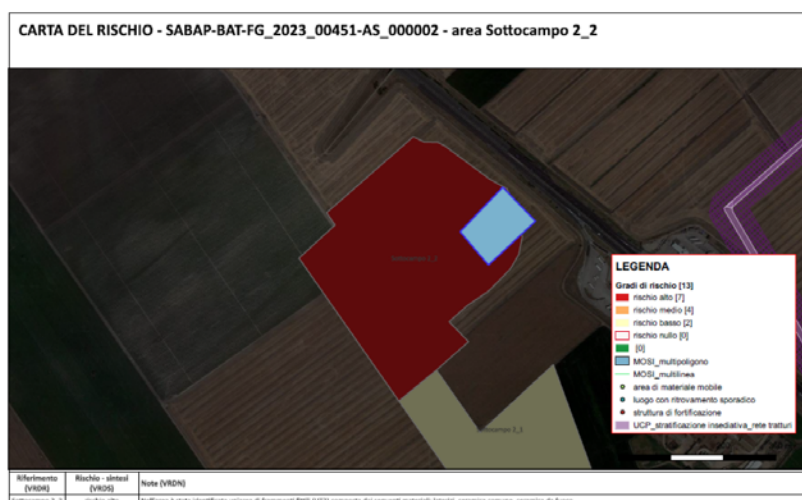 CARTA DEL RISCHIO - SABAP-BAT-FG_2023_00451-AS_000002 - area Sottocampo 2_2
LEGENDA
Gradi di rischio [13]
rischio alto [7]
rischio medio [4]
rischio basso [2]
rischio nullo [0]
[0]
MOSI_multipoligono
MOSI_multilinea
area di materiale mobile
luogo con ritrovamento sporadico
struttura di fortificazione
UCP_stratificazione insediativa_rete tratturi
Sottocampo 2_1
Riferimento (VRDR) Rischio - sintesi (VRDS) Note (VRDN)